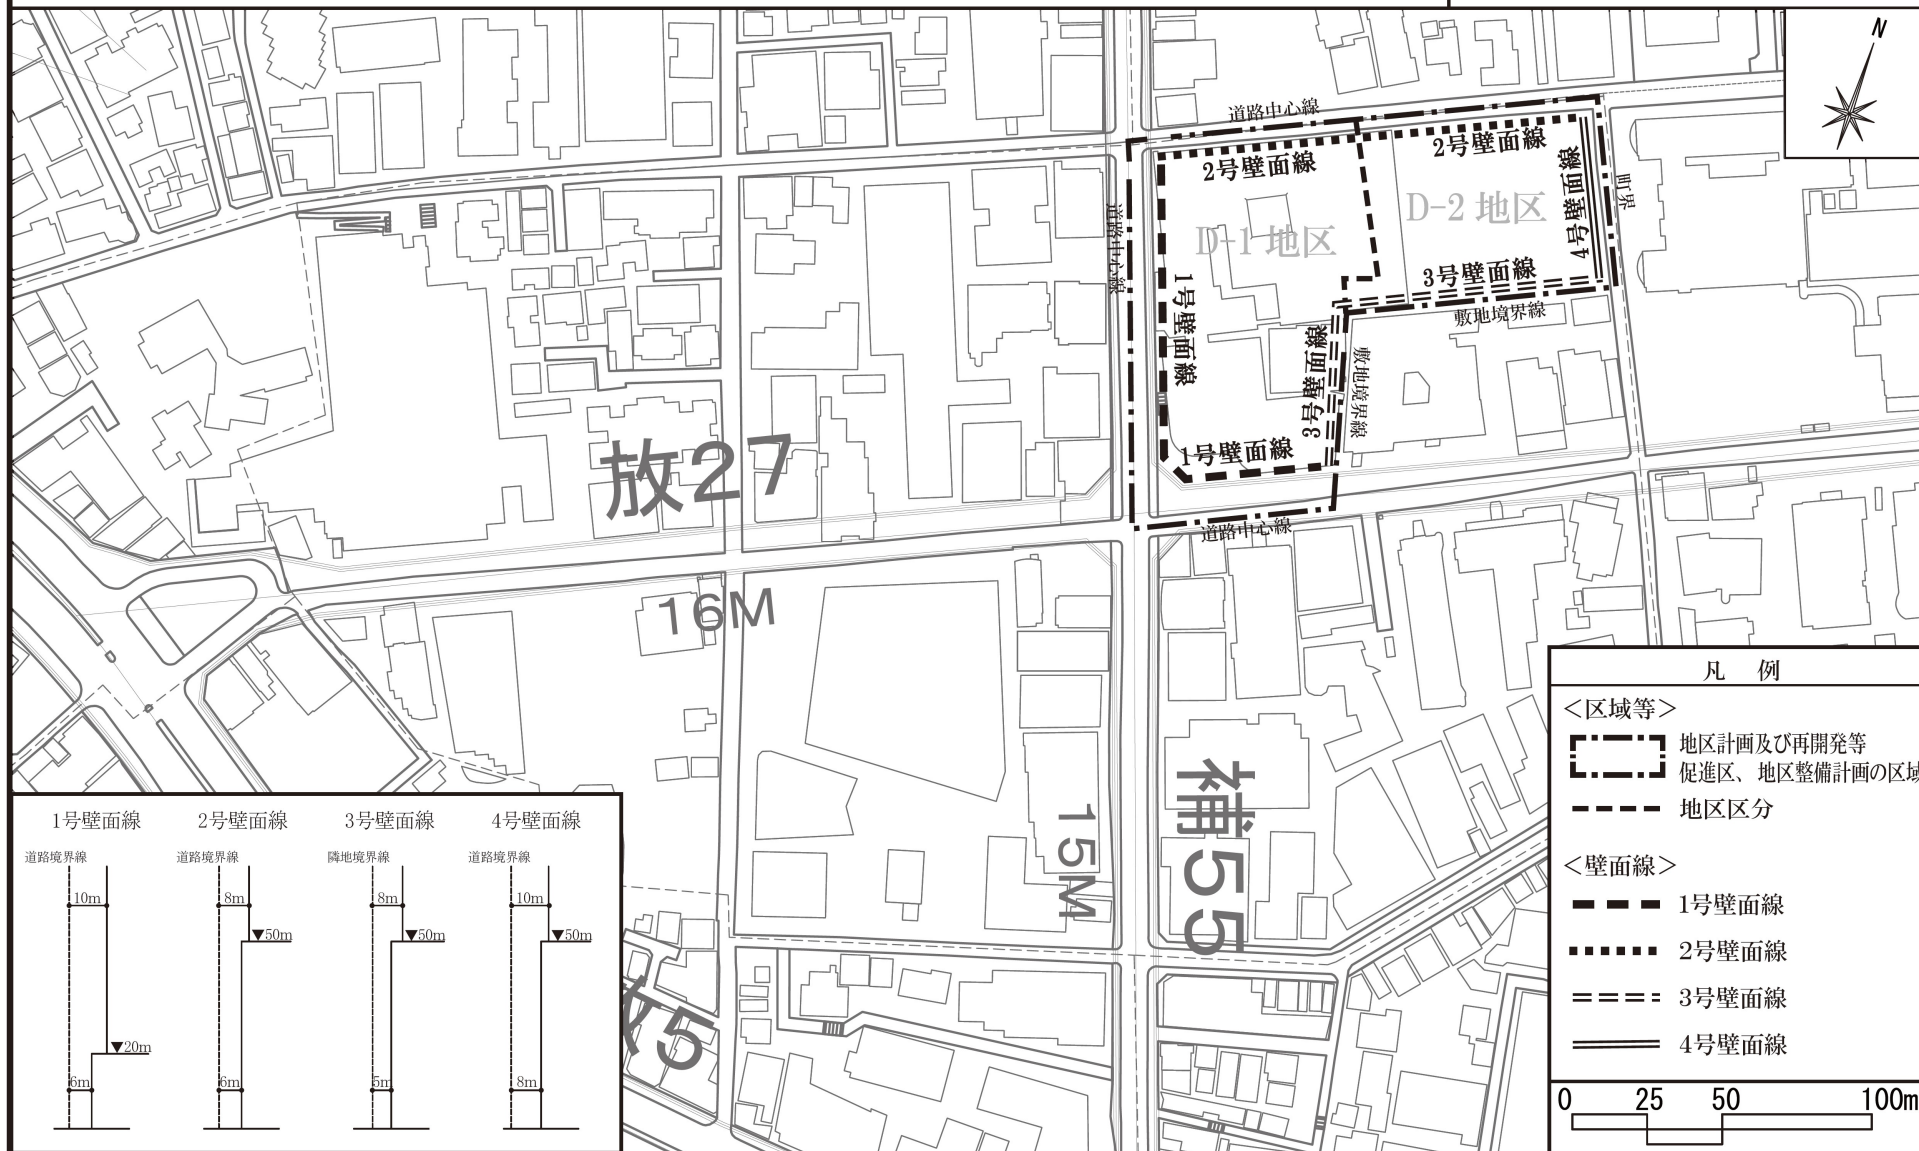 N
道路中心線
2号壁面線
2号壁面線
4号壁面線
町界
道路中心線
D-1 地区
D-2 地区
1号壁面線
3号壁面線
敷地境界線
3号壁面線
敷地境界線
1号壁面線
道路中心線
放27
16M
補55
15M
放5
凡 例
＜区域等＞
地区計画及び再開発等
促進区、地区整備計画の区域
地区区分
＜壁面線＞
1号壁面線
2号壁面線
3号壁面線
4号壁面線
0 25 50 100m
1号壁面線 2号壁面線 3号壁面線 4号壁面線
道路境界線 道路境界線 隣地境界線 道路境界線
10m 8m 8m 10m
▼50m ▼50m ▼50m
▼20m
6m 6m 5m 8m